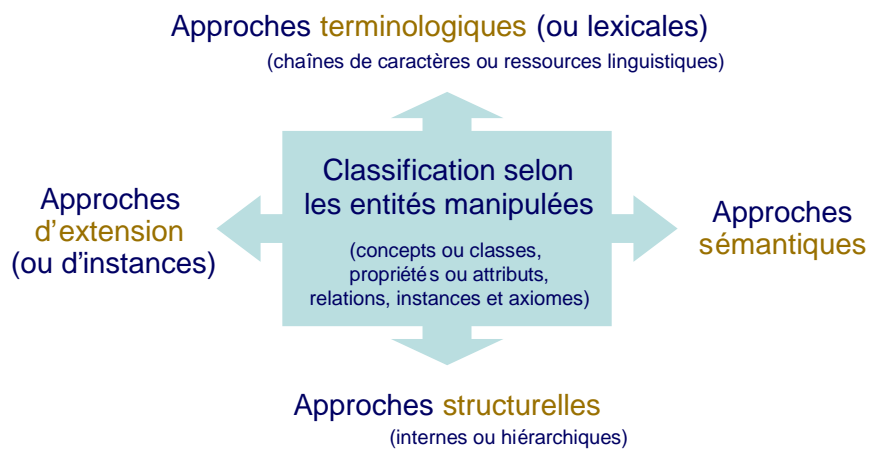 Approches terminologiques (ou lexicales)
(chaînes de caractères ou ressources linguistiques)
Classification selon
les entités manipulées
(concepts ou classes,
propriétés ou attributs,
relations, instances et axiomes)
Approches
d'extension
(ou d'instances)
Approches
sémantiques
Approches structurelles
(internes ou hiérarchiques)